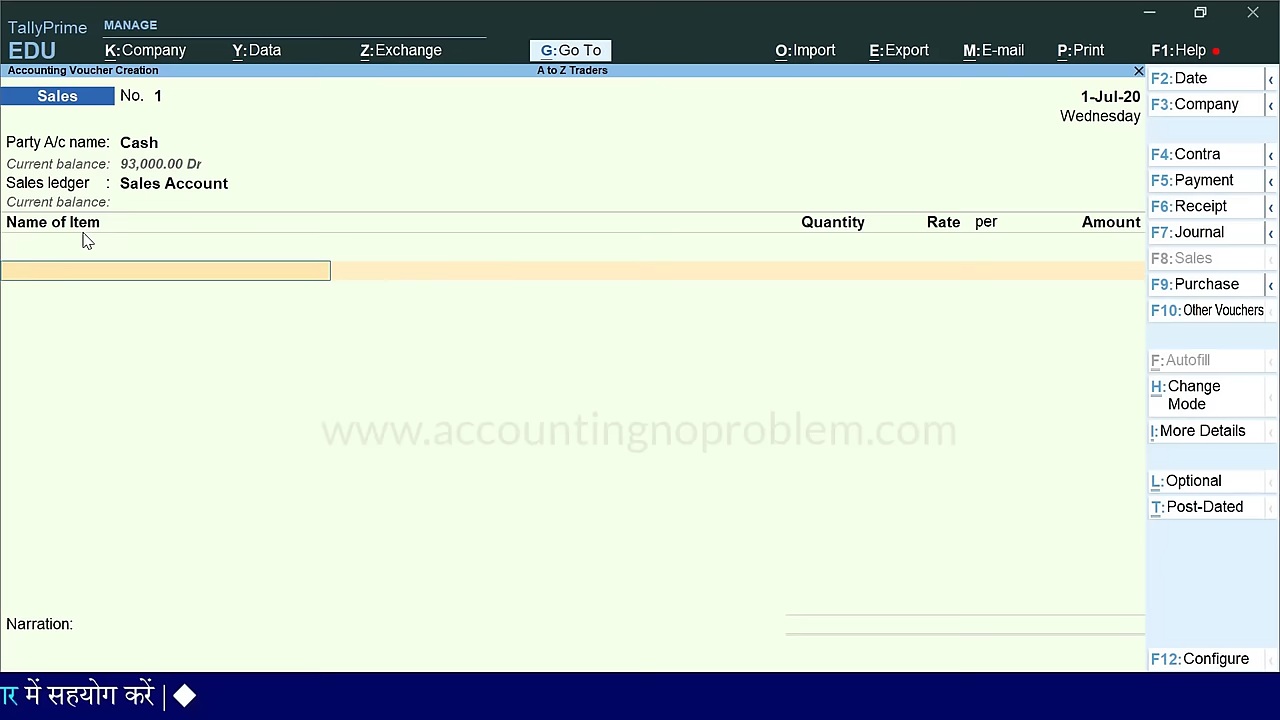 TallyPrime
EDU
MANAGE
K:Company Y:Data Z:Exchange G:Go To O:Import E:Export M:E-mail P:Print F1:Help
Accounting Voucher Creation A to Z Traders
Sales No. 1 1-Jul-20
Wednesday
Party A/c name: Cash
Current balance: 93,000.00 Dr
Sales ledger : Sales Account
Current balance:
Name of Item Quantity Rate per Amount
www.accountingnoproblem.com
Narration:
F2:Date
F3:Company
F4:Contra
F5:Payment
F6:Receipt
F7:Journal
F8:Sales
F9:Purchase
F10:Other Vouchers
F:Autofill
H:Change
Mode
I:More Details
L:Optional
T:Post-Dated
F12:Configure
में सहयोग करें |